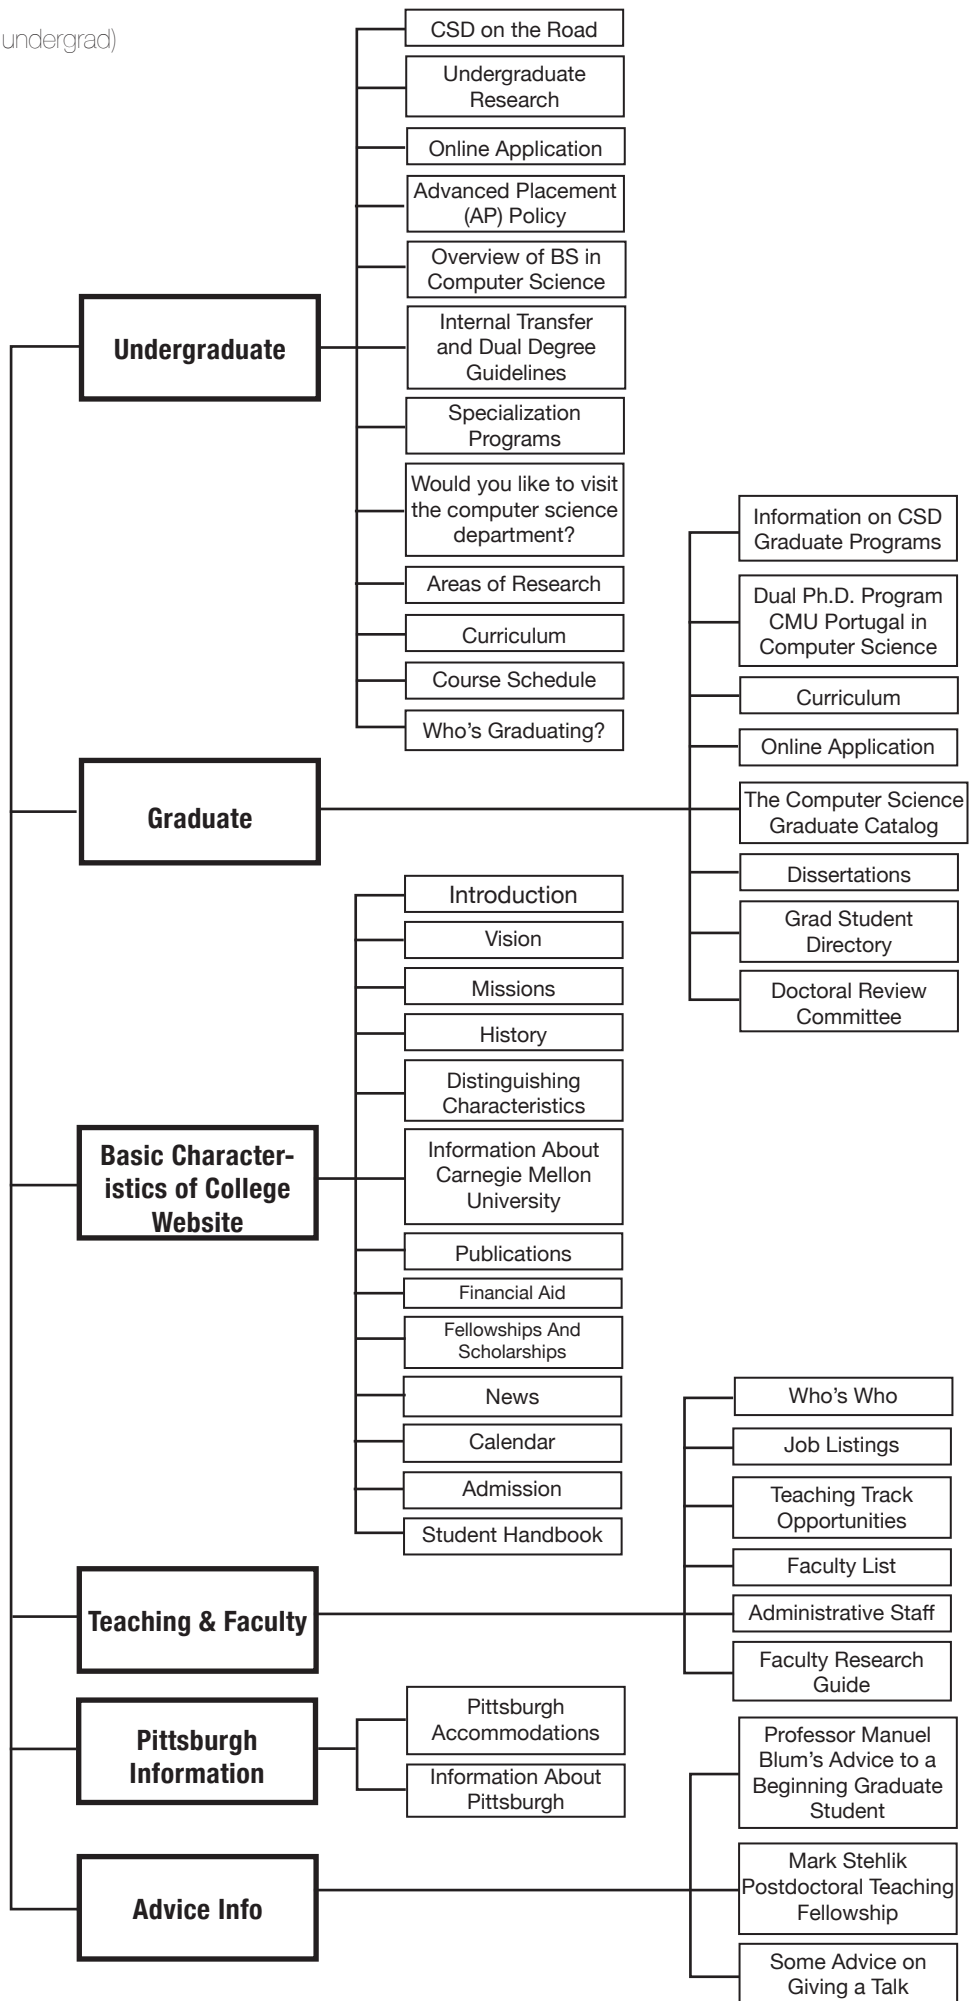 undergrad)
CSD on the Road
Undergraduate
Research
Online Application
Advanced Placement
(AP) Policy
Overview of BS in
Computer Science
Undergraduate
Internal Transfer
and Dual Degree
Guidelines
Specialization
Programs
Would you like to visit
the computer science
department?
Areas of Research
Curriculum
Course Schedule
Who's Graduating?
Graduate
Information on CSD
Graduate Programs
Dual Ph.D. Program
CMU Portugal in
Computer Science
Curriculum
Online Application
The Computer Science
Graduate Catalog
Dissertations
Grad Student
Directory
Doctoral Review
Committee
Basic Character-
istics of College
Website
Introduction
Vision
Missions
History
Distinguishing
Characteristics
Information About
Carnegie Mellon
University
Publications
Financial Aid
Fellowships And
Scholarships
News
Calendar
Admission
Student Handbook
Teaching & Faculty
Who's Who
Job Listings
Teaching Track
Opportunities
Faculty List
Administrative Staff
Faculty Research
Guide
Pittsburgh
Information
Pittsburgh
Accommodations
Information About
Pittsburgh
Advice Info
Professor Manuel
Blum's Advice to a
Beginning Graduate
Student
Mark Stehlik
Postdoctoral Teaching
Fellowship
Some Advice on
Giving a Talk